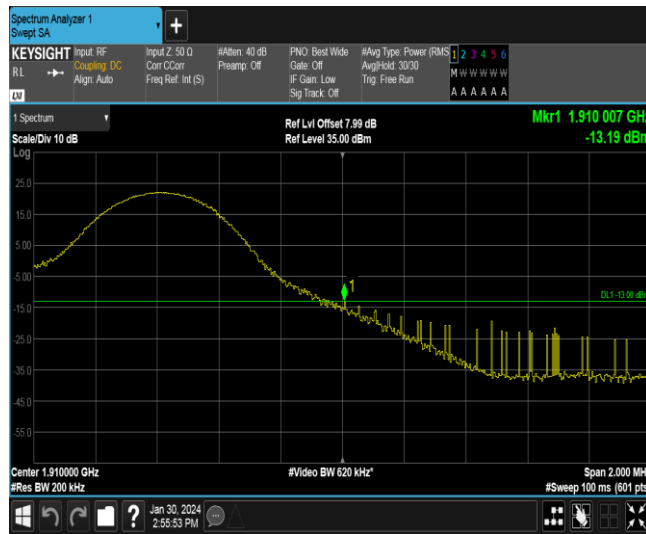 Spectrum Analyzer 1
Swept SA
+
KEYSIGHT
RL
LXI
Input: RF
Coupling: DC
Align: Auto
Input Z: 50 Ω
Corr CCorr
Freq Ref: Int (S)
#Atten: 40 dB
Preamp: Off
PNO: Best Wide
Gate: Off
IF Gain: Low
Sig Track: Off
#Avg Type: Power (RMS
Avg|Hold: 30/30
Trig: Free Run
1 2 3 4 5 6
M W W W W W
A A A A A A
1 Spectrum
Scale/Div 10 dB
Ref Lvl Offset 7.99 dB
Ref Level 35.00 dBm
Mkr1 1.910 007 GHz
-13.19 dBm
Log
25.0
15.0
5.00
-5.00
-15.0
-25.0
-35.0
-45.0
-55.0
1
DL1 -13.00 dBm
Center 1.910000 GHz
#Res BW 200 kHz
#Video BW 620 kHz*
Span 2.000 MH
#Sweep 100 ms (601 pts
?
Jan 30, 2024
2:55:53 PM